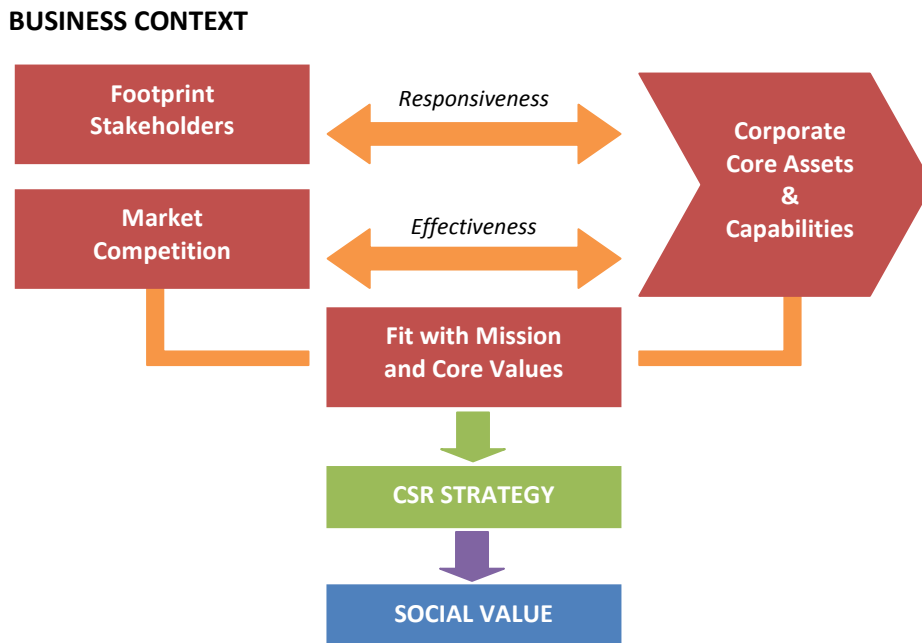 BUSINESS CONTEXT
Footprint
Stakeholders
Responsiveness
Corporate
Core Assets
&
Capabilities
Market
Competition
Effectiveness
Fit with Mission
and Core Values
CSR STRATEGY
SOCIAL VALUE